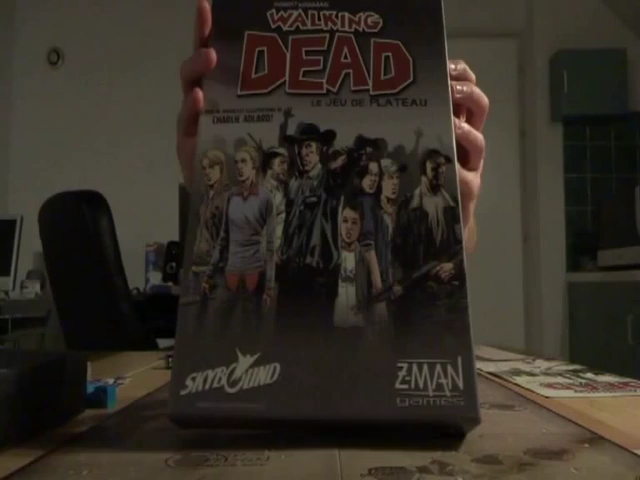 WALKING
DEAD
LE JEU DE PLATEAU
CHARLIE ADLARD!
SKYBOUND
Z-MAN
games